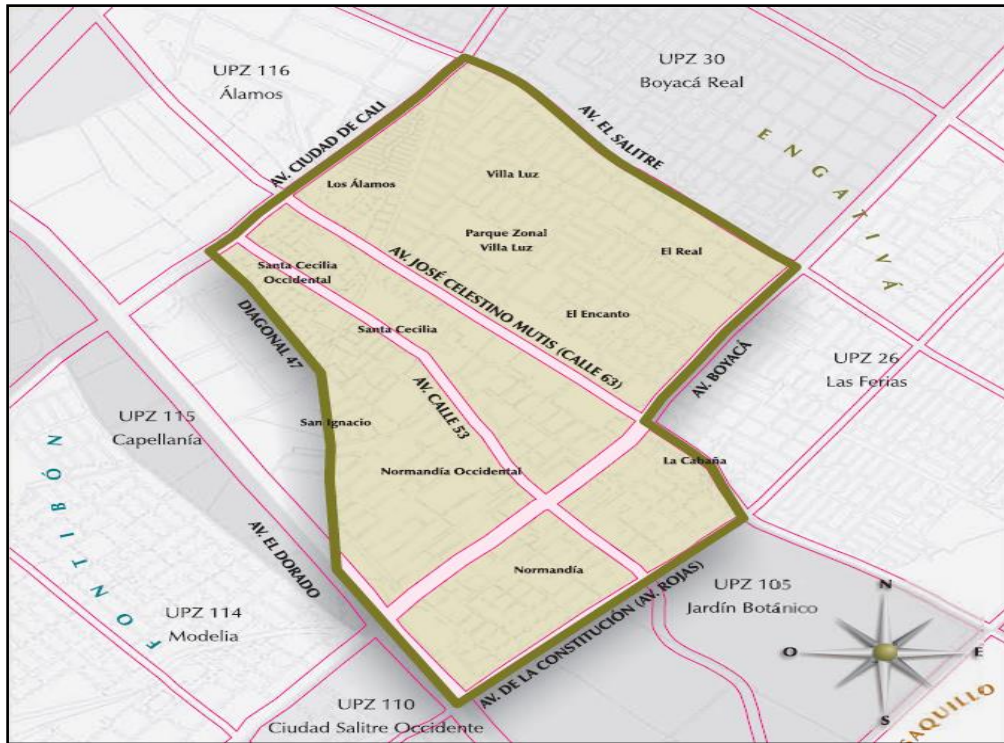 UPZ 116
Álamos
UPZ 30
Boyacá Real
AV. CIUDAD DE CALI
AV. EL SALITRE
ENGATIVÁ
Los Álamos
Villa Luz
Parque Zonal
Villa Luz
El Real
Santa Cecilia
Occidental
AV. JOSÉ CELESTINO MUTIS (CALLE 63)
El Encanto
DIAGONAL 47
Santa Cecilia
AV. BOYACÁ
UPZ 26
Las Ferias
AV. CALLE 53
UPZ 115
Capellanía
San Ignacio
La Cabaña
Normandía Occidental
FONTIBÓN
AV. EL DORADO
Normandía
UPZ 105
Jardín Botánico
AV. DE LA CONSTITUCIÓN (AV. ROJAS)
UPZ 114
Modelia
N
O
E
S
UPZ 110
Ciudad Salitre Occidente
SAQUILLO